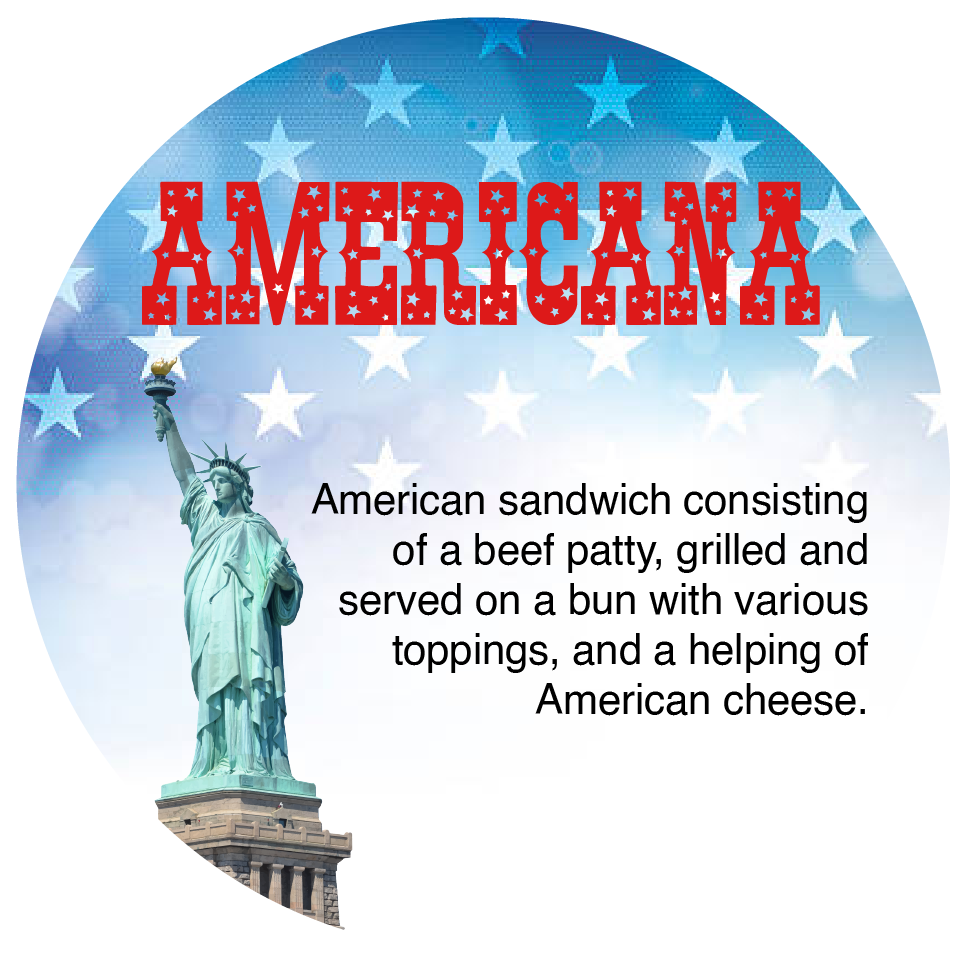 AMERICANA
American sandwich consisting
of a beef patty, grilled and
served on a bun with various
toppings, and a helping of
American cheese.